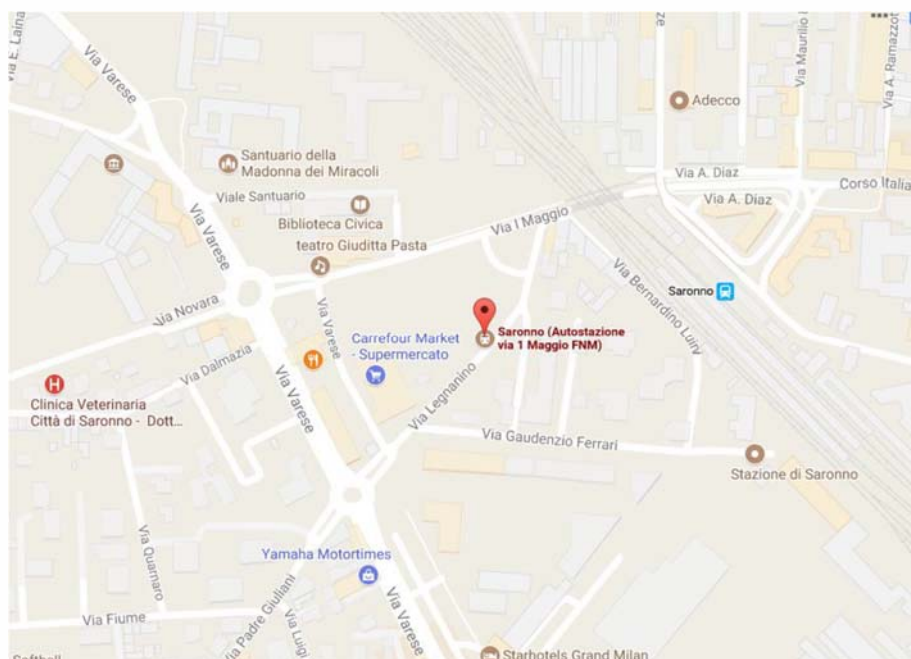 Via E. Laina
Via Varese
Santuario della
Madonna dei Miracoli
Viale Santuario
Biblioteca Civica
teatro Giuditta Pasta
Via I Maggio
Adecco
Via Maurilio
Via A. Ramazzot
Via A. Diaz
Corso Italia
Via A. Diaz
Via Varese
Saronno
Via Bernardino Luiry
Via Novara
Via Varese
Carrefour Market
- Supermercato
Saronno (Autostazione
via 1 Maggio FNM)
Via Dalmazia
Via Varese
Via Legnanino
Clinica Veterinaria
Città di Saronno - Dott...
Via Gaudenzio Ferrari
Stazione di Saronno
Via Quarnaro
Yamaha Motortimes
Via Fiume
Via Padre Giuliani
Via Luigi
Via Varese
Starhotels Grand Milan